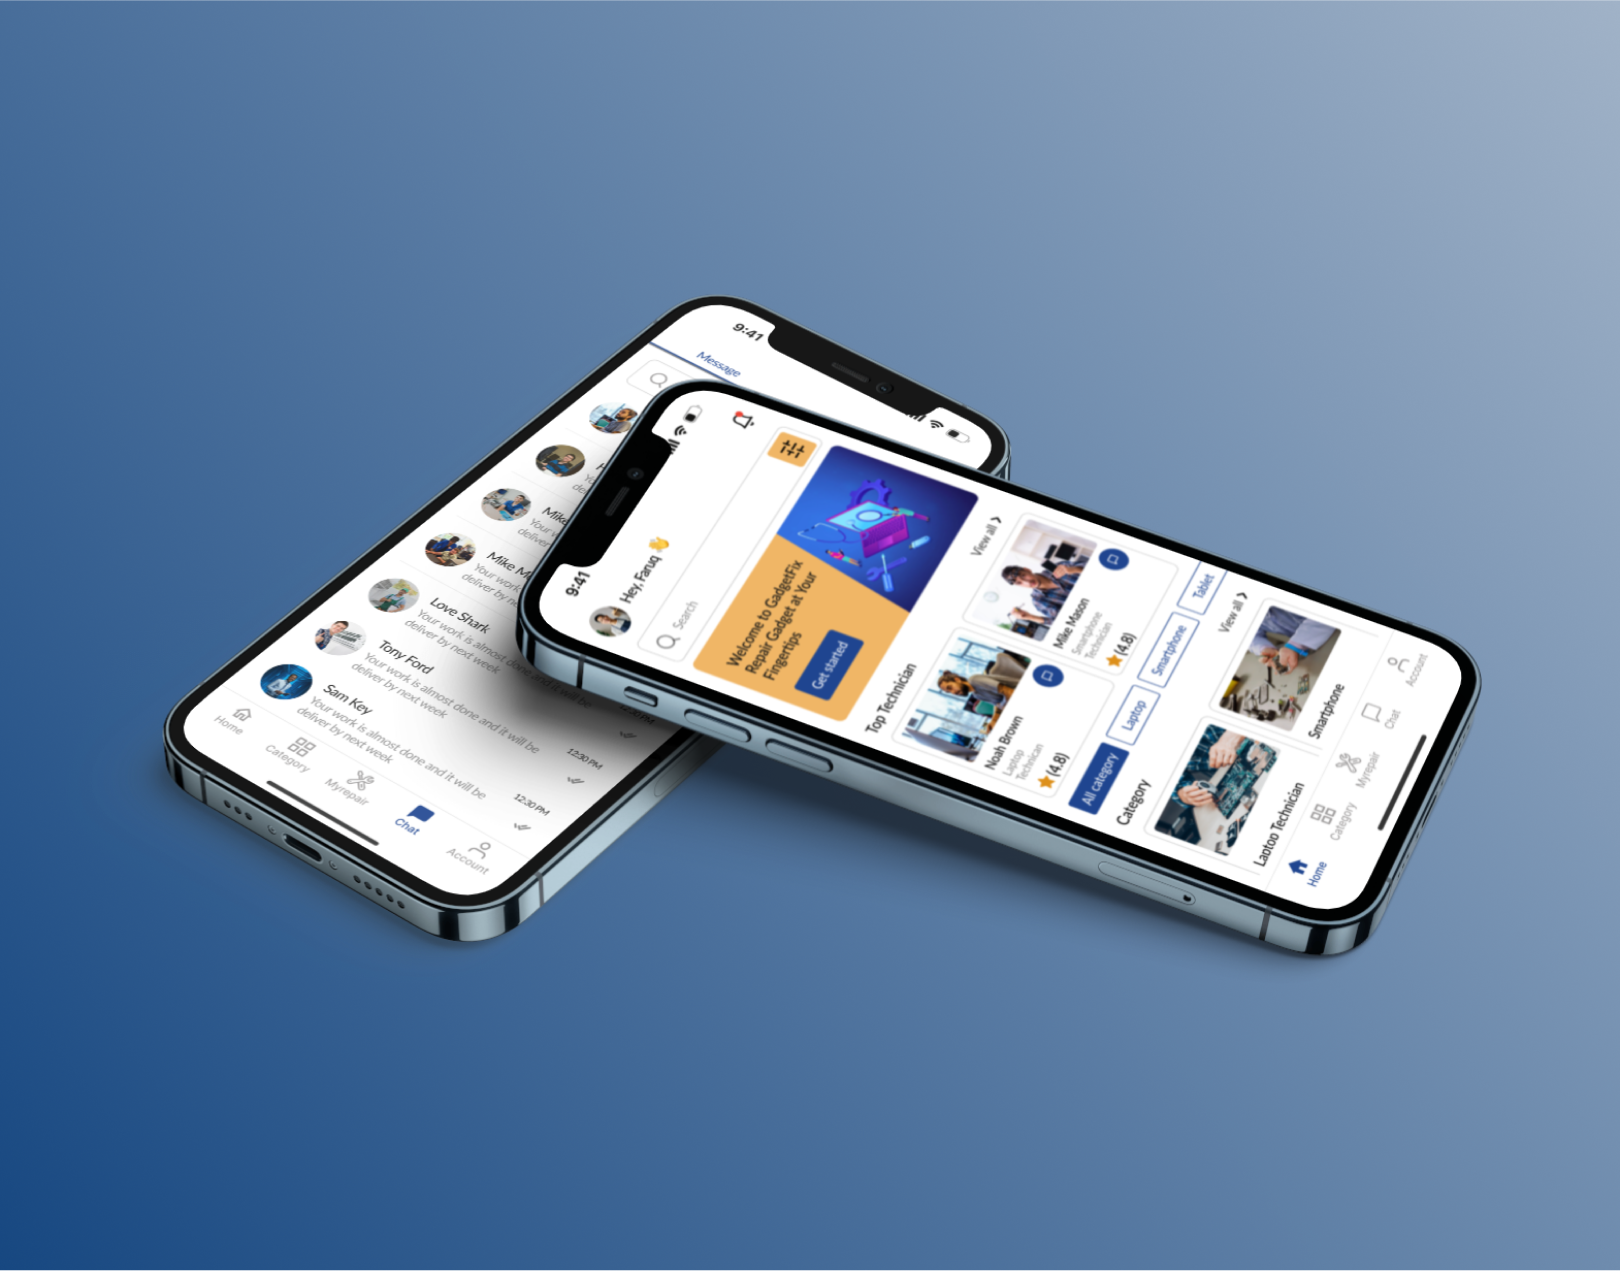 9:41
Message
Mike
Your
deliver
Mike M
Your work
deliver by n
Love Shark
Your work is almost done and it will be
deliver by next week
Tony Ford
Your work is almost done and it will be
deliver by next week
12:30 PM
Sam Key
Your work is almost done and it will be
deliver by next week
12:30 PM
Home
Category
Myrepair
Chat
Account
9:41
Hey, Faruq
Search
Welcome to GadgetFix
Repair Gadget at Your
Fingertips
Get started
Top Technician
View all
Noah Brown
Laptop
Technician
(4.8)
Mike Mason
Smartphone
Technician
(4.8)
All category
Laptop
Smartphone
Tablet
Category
View all
Laptop Technician
Smartphone
Home
Category
Myrepair
Chat
Account